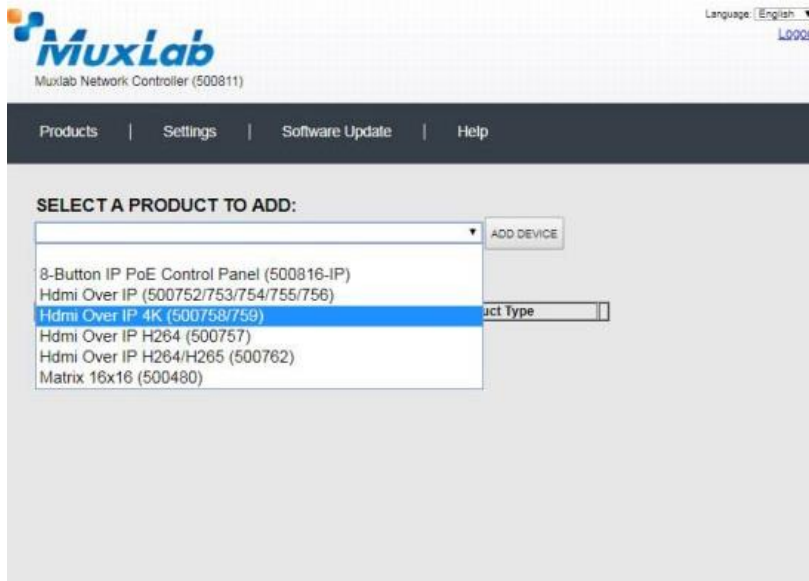 Language: English
Logou
MuxLab
Muxlab Network Controller (500811)
Products | Settings | Software Update | Help
SELECT A PRODUCT TO ADD:
ADD DEVICE
8-Button IP PoE Control Panel (500816-IP)
Hdmi Over IP (500752/753/754/755/756)
Hdmi Over IP 4K (500758/759)
uct Type
Hdmi Over IP H264 (500757)
Hdmi Over IP H264/H265 (500762)
Matrix 16x16 (500480)